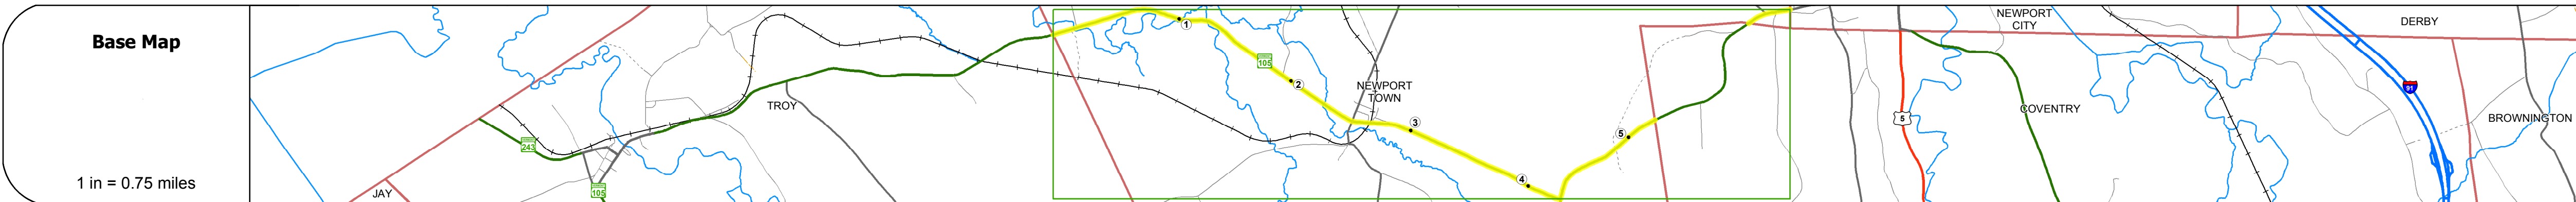 Base Map
1 in = 0.75 miles
JAY
243
105
TROY
1
105
2
NEWPORT
TOWN
3
4
5
5
NEWPORT
CITY
COVENTRY
DERBY
91
BROWNINGTON